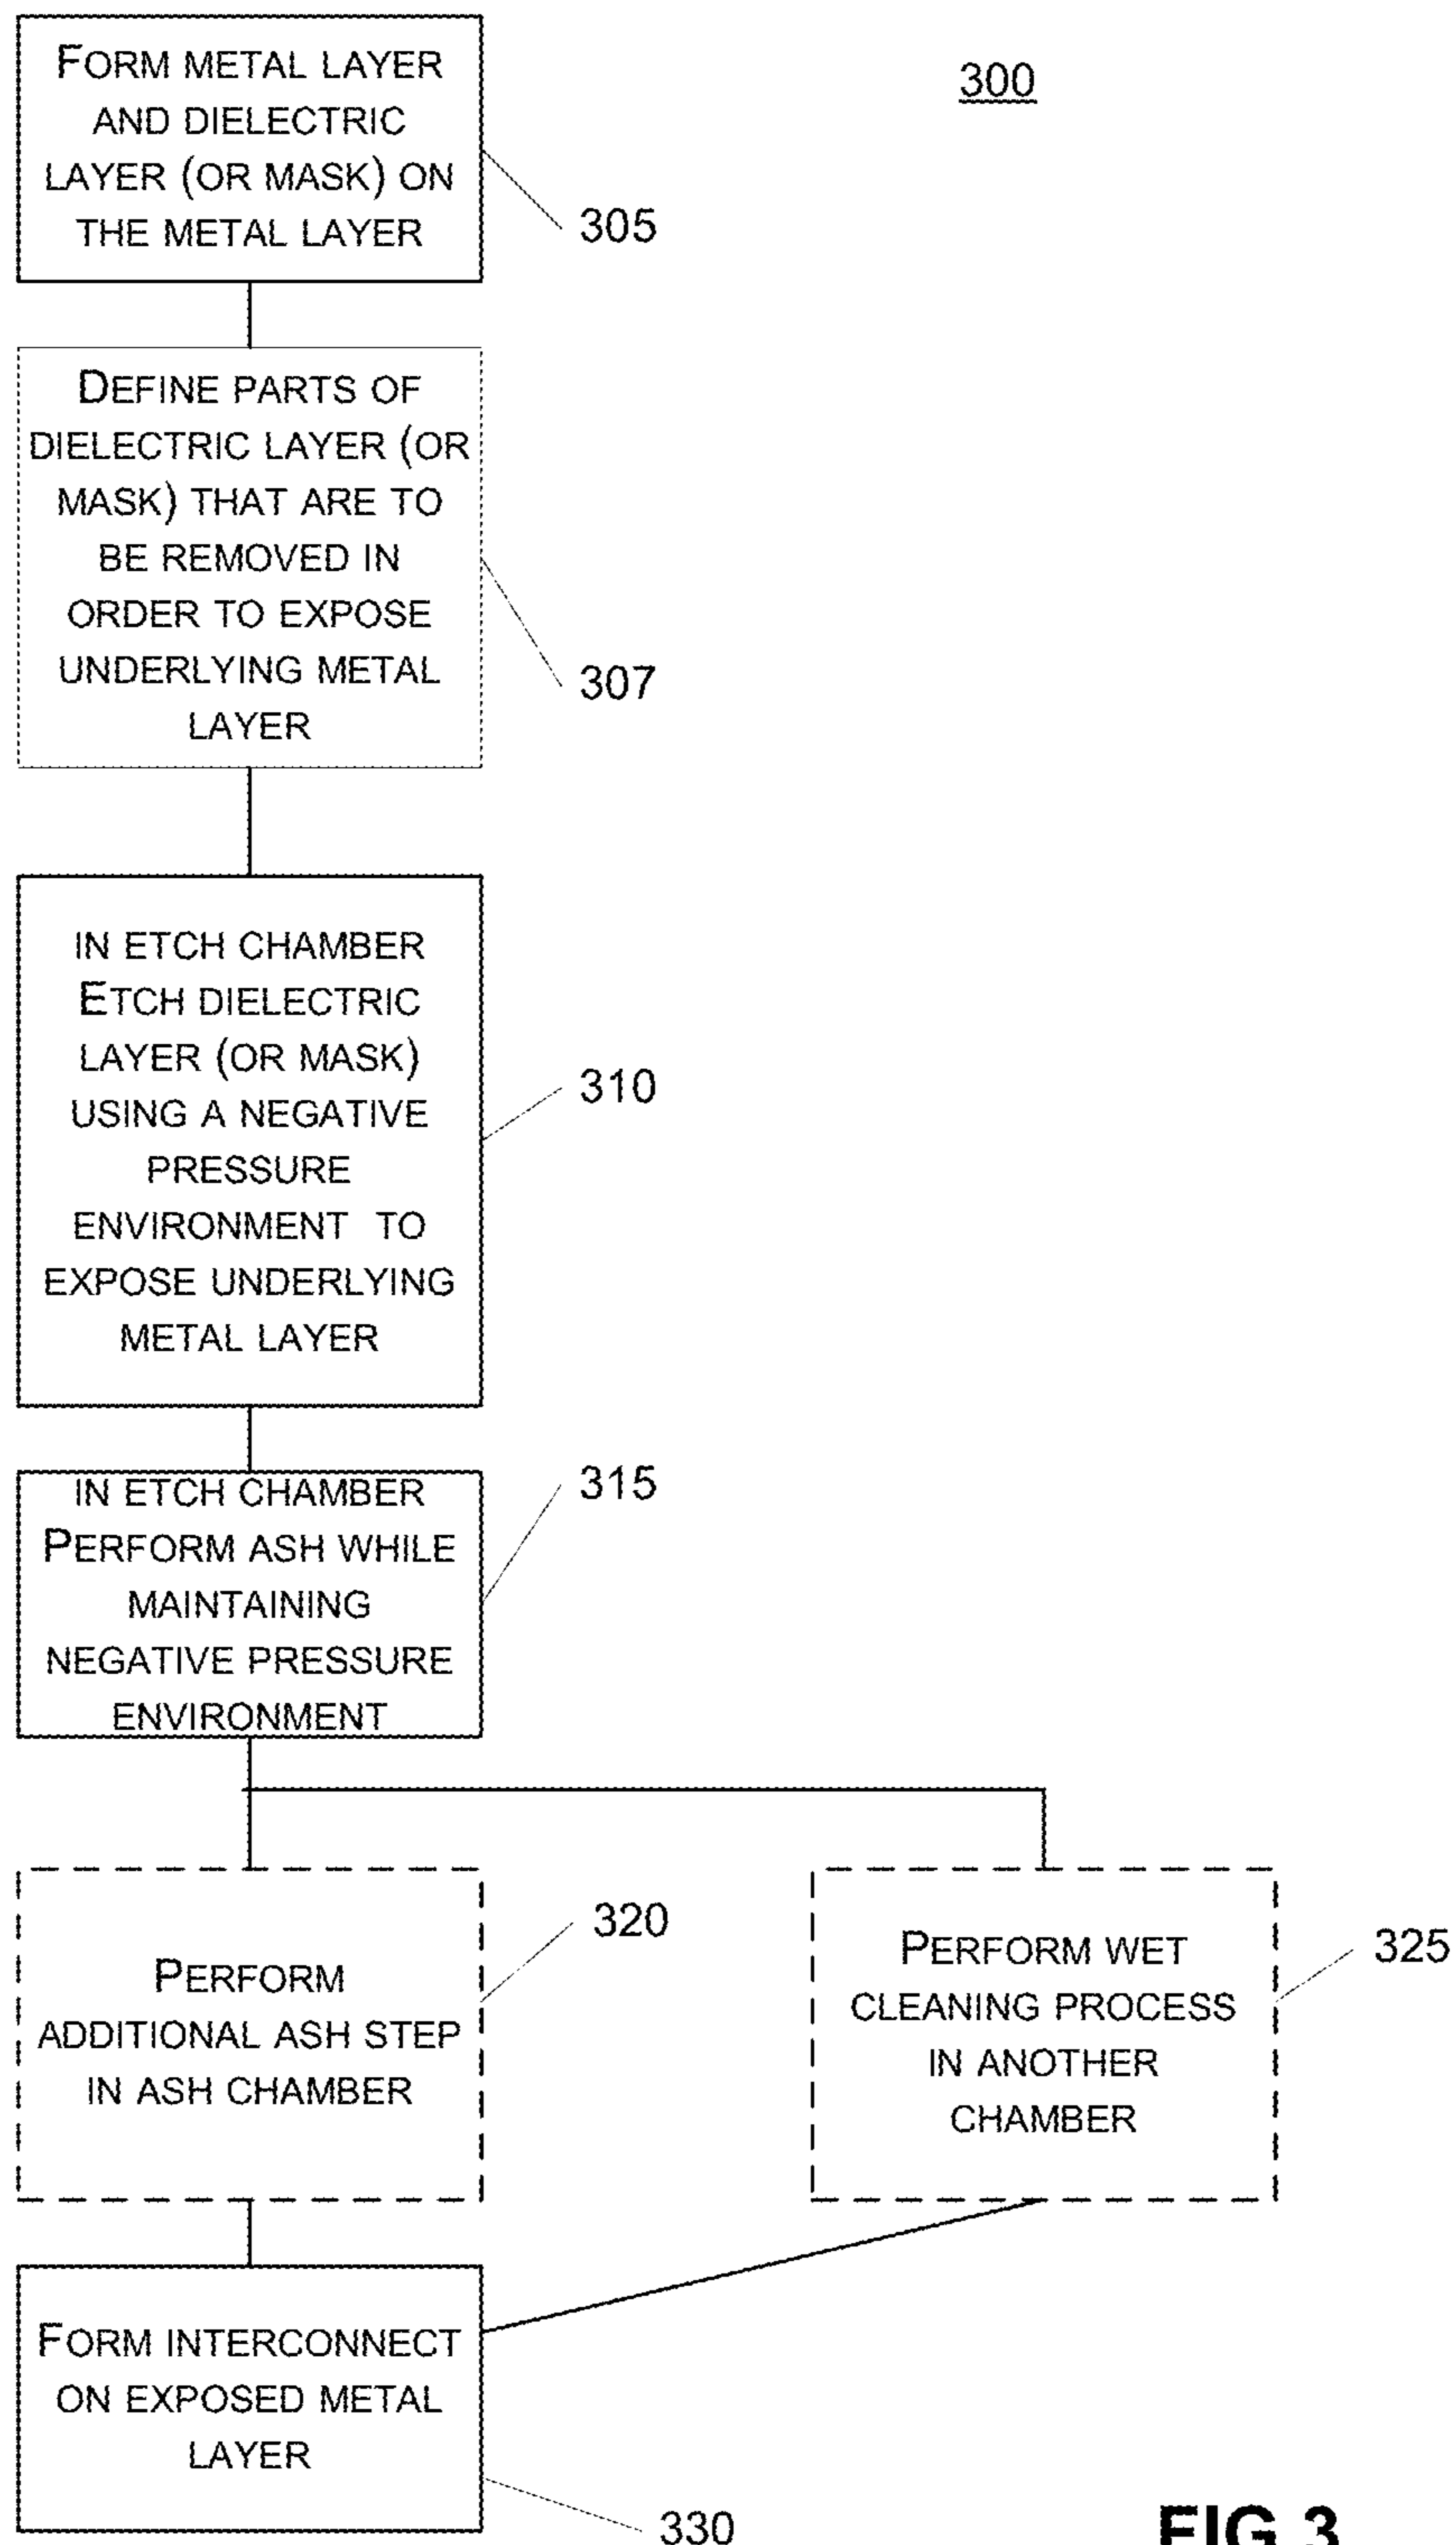 FORM METAL LAYER
AND DIELECTRIC
LAYER (OR MASK) ON
THE METAL LAYER
300
305
DEFINE PARTS OF
DIELECTRIC LAYER (OR
MASK) THAT ARE TO
BE REMOVED IN
ORDER TO EXPOSE
UNDERLYING METAL
LAYER
307
IN ETCH CHAMBER
ETCH DIELECTRIC
LAYER (OR MASK)
USING A NEGATIVE
PRESSURE
ENVIRONMENT TO
EXPOSE UNDERLYING
METAL LAYER
310
IN ETCH CHAMBER
PERFORM ASH WHILE
MAINTAINING
NEGATIVE PRESSURE
ENVIRONMENT
315
PERFORM
ADDITIONAL ASH STEP
IN ASH CHAMBER
320
PERFORM WET
CLEANING PROCESS
IN ANOTHER
CHAMBER
325
FORM INTERCONNECT
ON EXPOSED METAL
LAYER
330
FIG 3